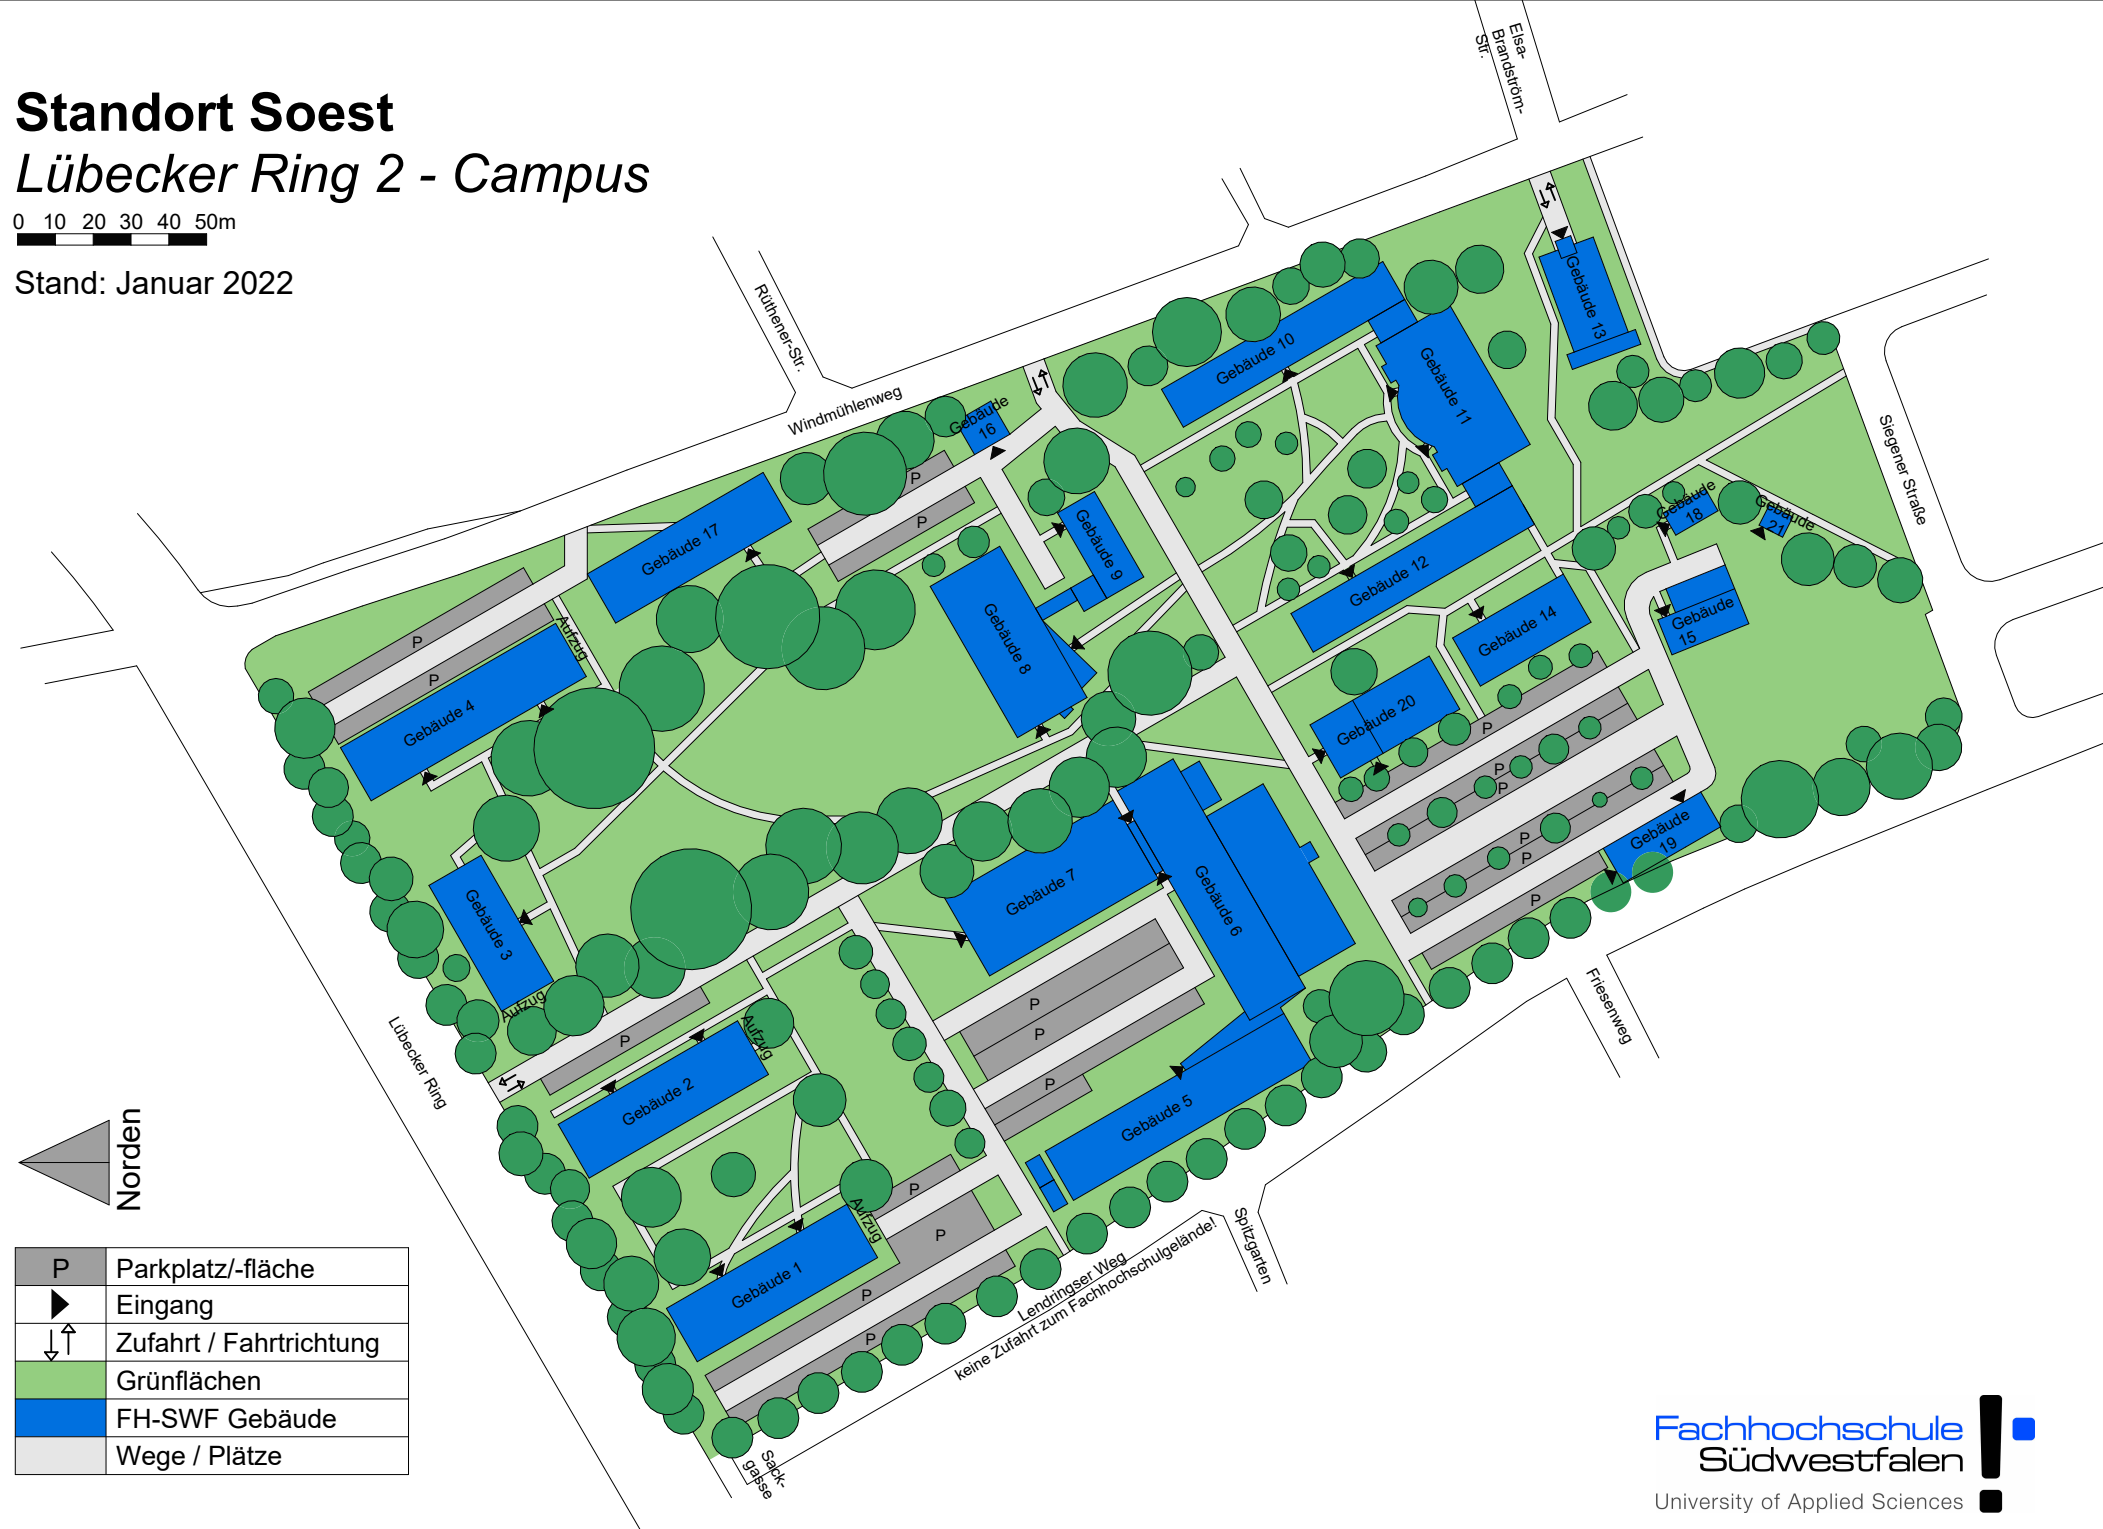 Standort Soest
Lübecker Ring 2 - Campus
0 10 20 30 40 50m
Stand: Januar 2022
Elsa-
Brandström-
Str.
Rüthener-Str.
Windmühlenweg
Siegener Straße
Gebäude 13
Gebäude 10
Gebäude 11
Gebäude
16
P
P
Gebäude 17
Gebäude 9
Gebäude 12
Gebäude
18
Gebäude
21
Gebäude 14
Gebäude
15
Gebäude 8
Aufzug
P
P
Gebäude 4
Gebäude 20
P
P
P
P
P
P
Gebäude
19
Gebäude 7
Gebäude 6
Gebäude 3
Aufzug
P
P
P
P
Gebäude 2
Aufzug
Gebäude 5
P
P
P
P
Aufzug
Gebäude 1
Lübecker Ring
Friesenweg
Spitzgarten
Lendringser Weg
keine Zufahrt zum Fachhochschulgelände!
Sack-
gasse
Norden
P Parkplatz/-fläche
Eingang
Zufahrt / Fahrtrichtung
Grünflächen
FH-SWF Gebäude
Wege / Plätze
Fachhochschule
Südwestfalen
University of Applied Sciences